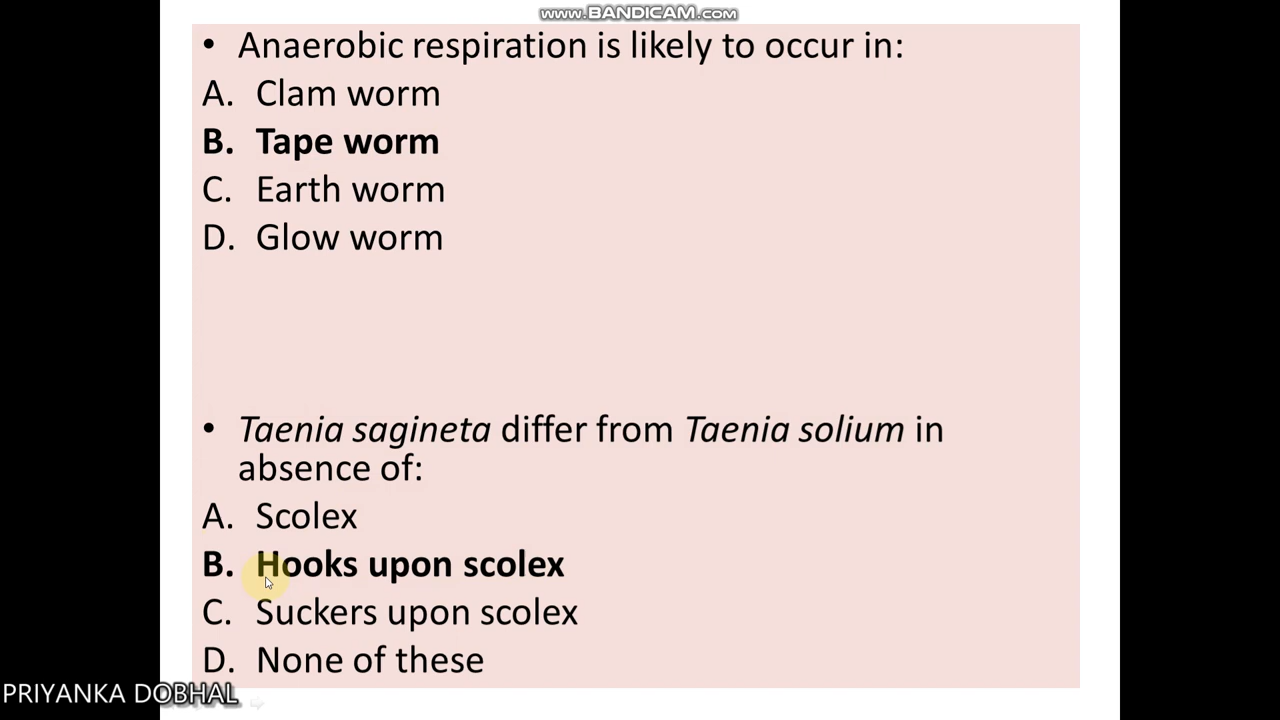 www.BANDICAM.com
• Anaerobic respiration is likely to occur in:
A. Clam worm
B. Tape worm
C. Earth worm
D. Glow worm
• Taenia sagineta differ from Taenia solium in
absence of:
A. Scolex
B. Hooks upon scolex
C. Suckers upon scolex
D. None of these
PRIYANKA DOBHAL